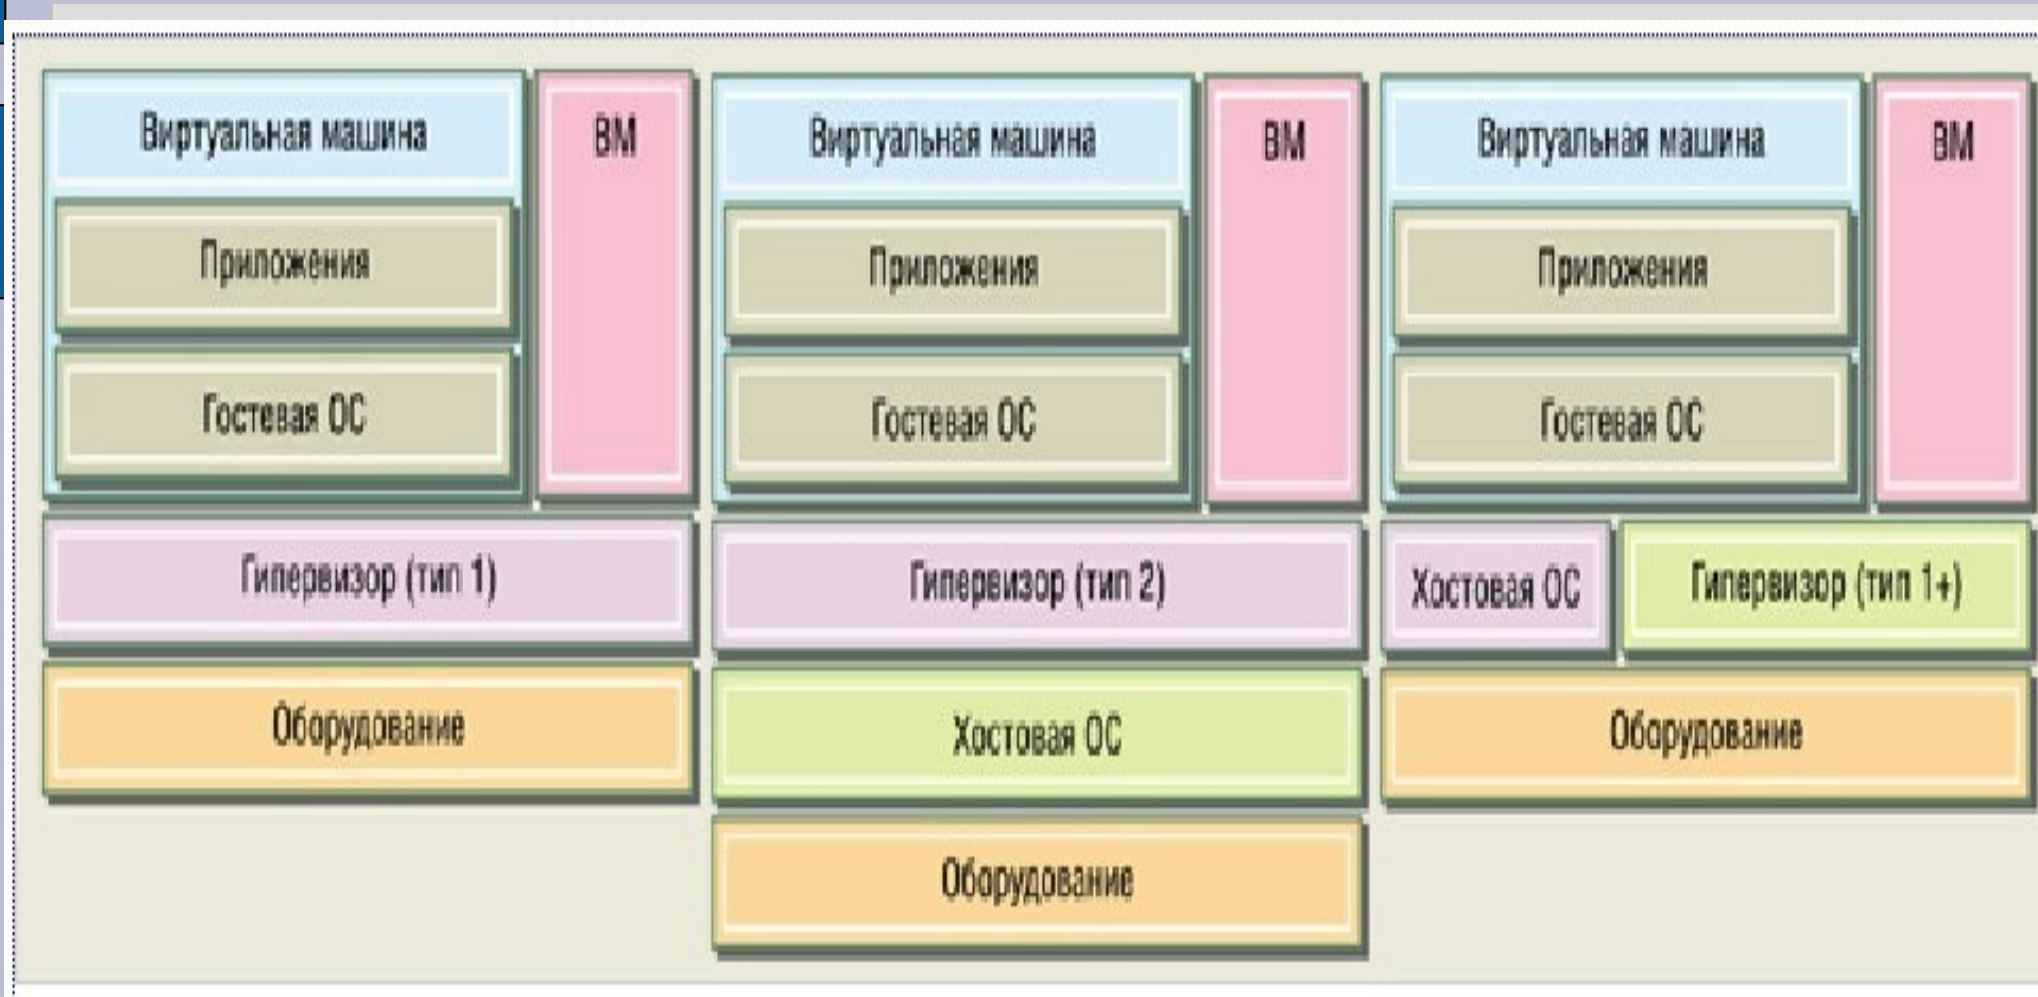 Виртуальная машина
ВМ
Приложения
Гостевая ОС
Гипервизор (тип 1)
Оборудование
Виртуальная машина
ВМ
Приложения
Гостевая ОС
Гипервизор (тип 2)
Хостовая ОС
Оборудование
Виртуальная машина
ВМ
Приложения
Гостевая ОС
Хостовая ОС
Гипервизор (тип 1+)
Оборудование